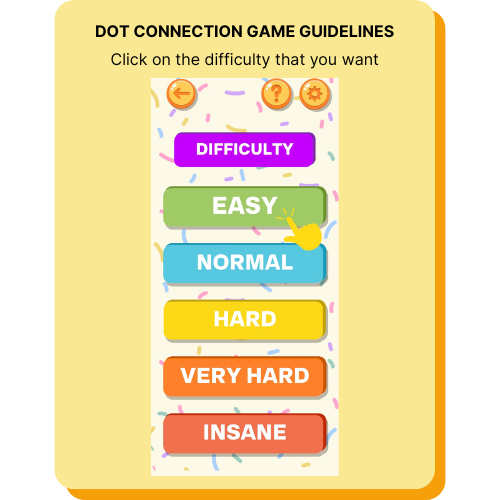 DOT CONNECTION GAME GUIDELINES
Click on the difficulty that you want
?
DIFFICULTY
EASY
NORMAL
HARD
VERY HARD
INSANE